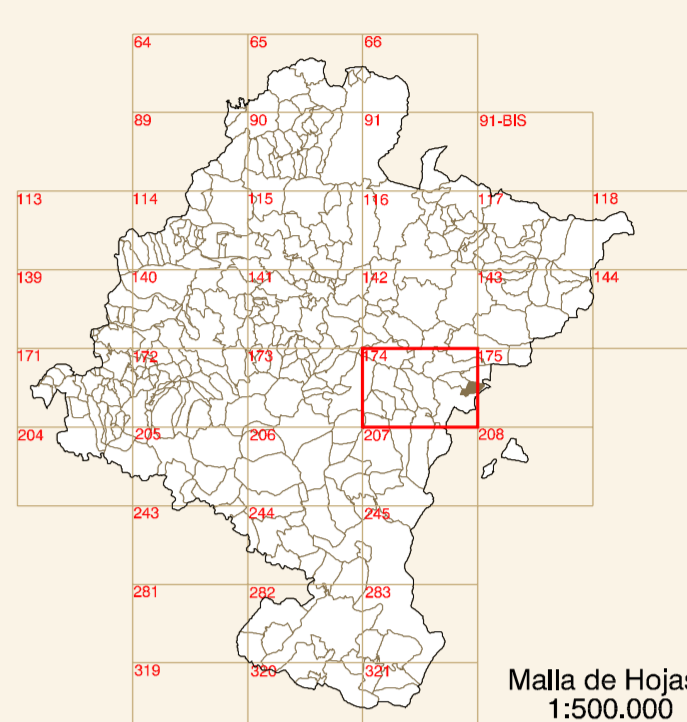 64 65 66
89 90 91 91-BIS
113 114 115 116 117 118
139 140 141 142 143 144
171 172 173 174 175
204 205 206 207 208
243 244 245
281 282 283
319 320 321
Malla de Hojas
1:500.000